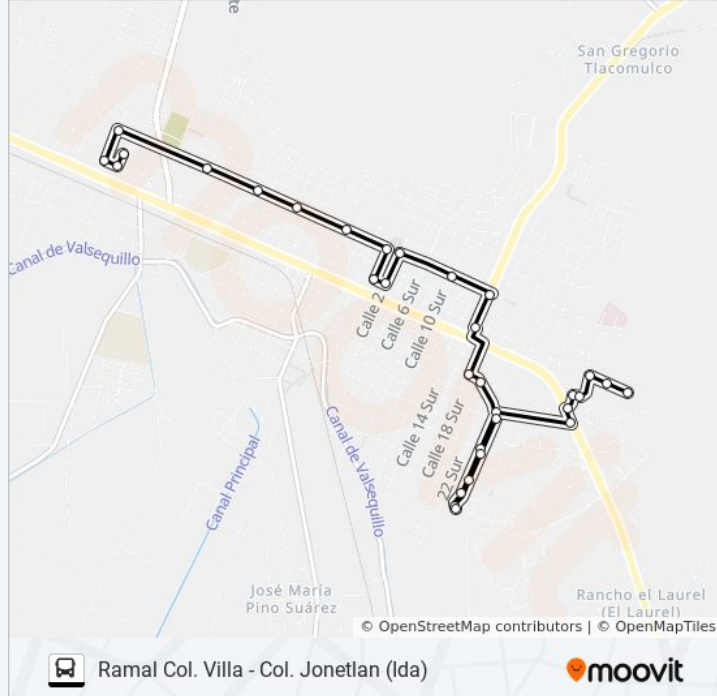 te
San Gregorio
Tlacomulco
Canal de Valsequillo
Calle 2
Calle 6 Sur
Calle 10 Sur
Calle 14 Sur
Calle 18 Sur
22 Sur
Canal de Valsequillo
Canal Principal
José María
Pino Suárez
Rancho el Laurel
(El Laurel)
© OpenStreetMap contributors | © OpenMapTiles
Ramal Col. Villa - Col. Jonetlan (Ida)
moovit